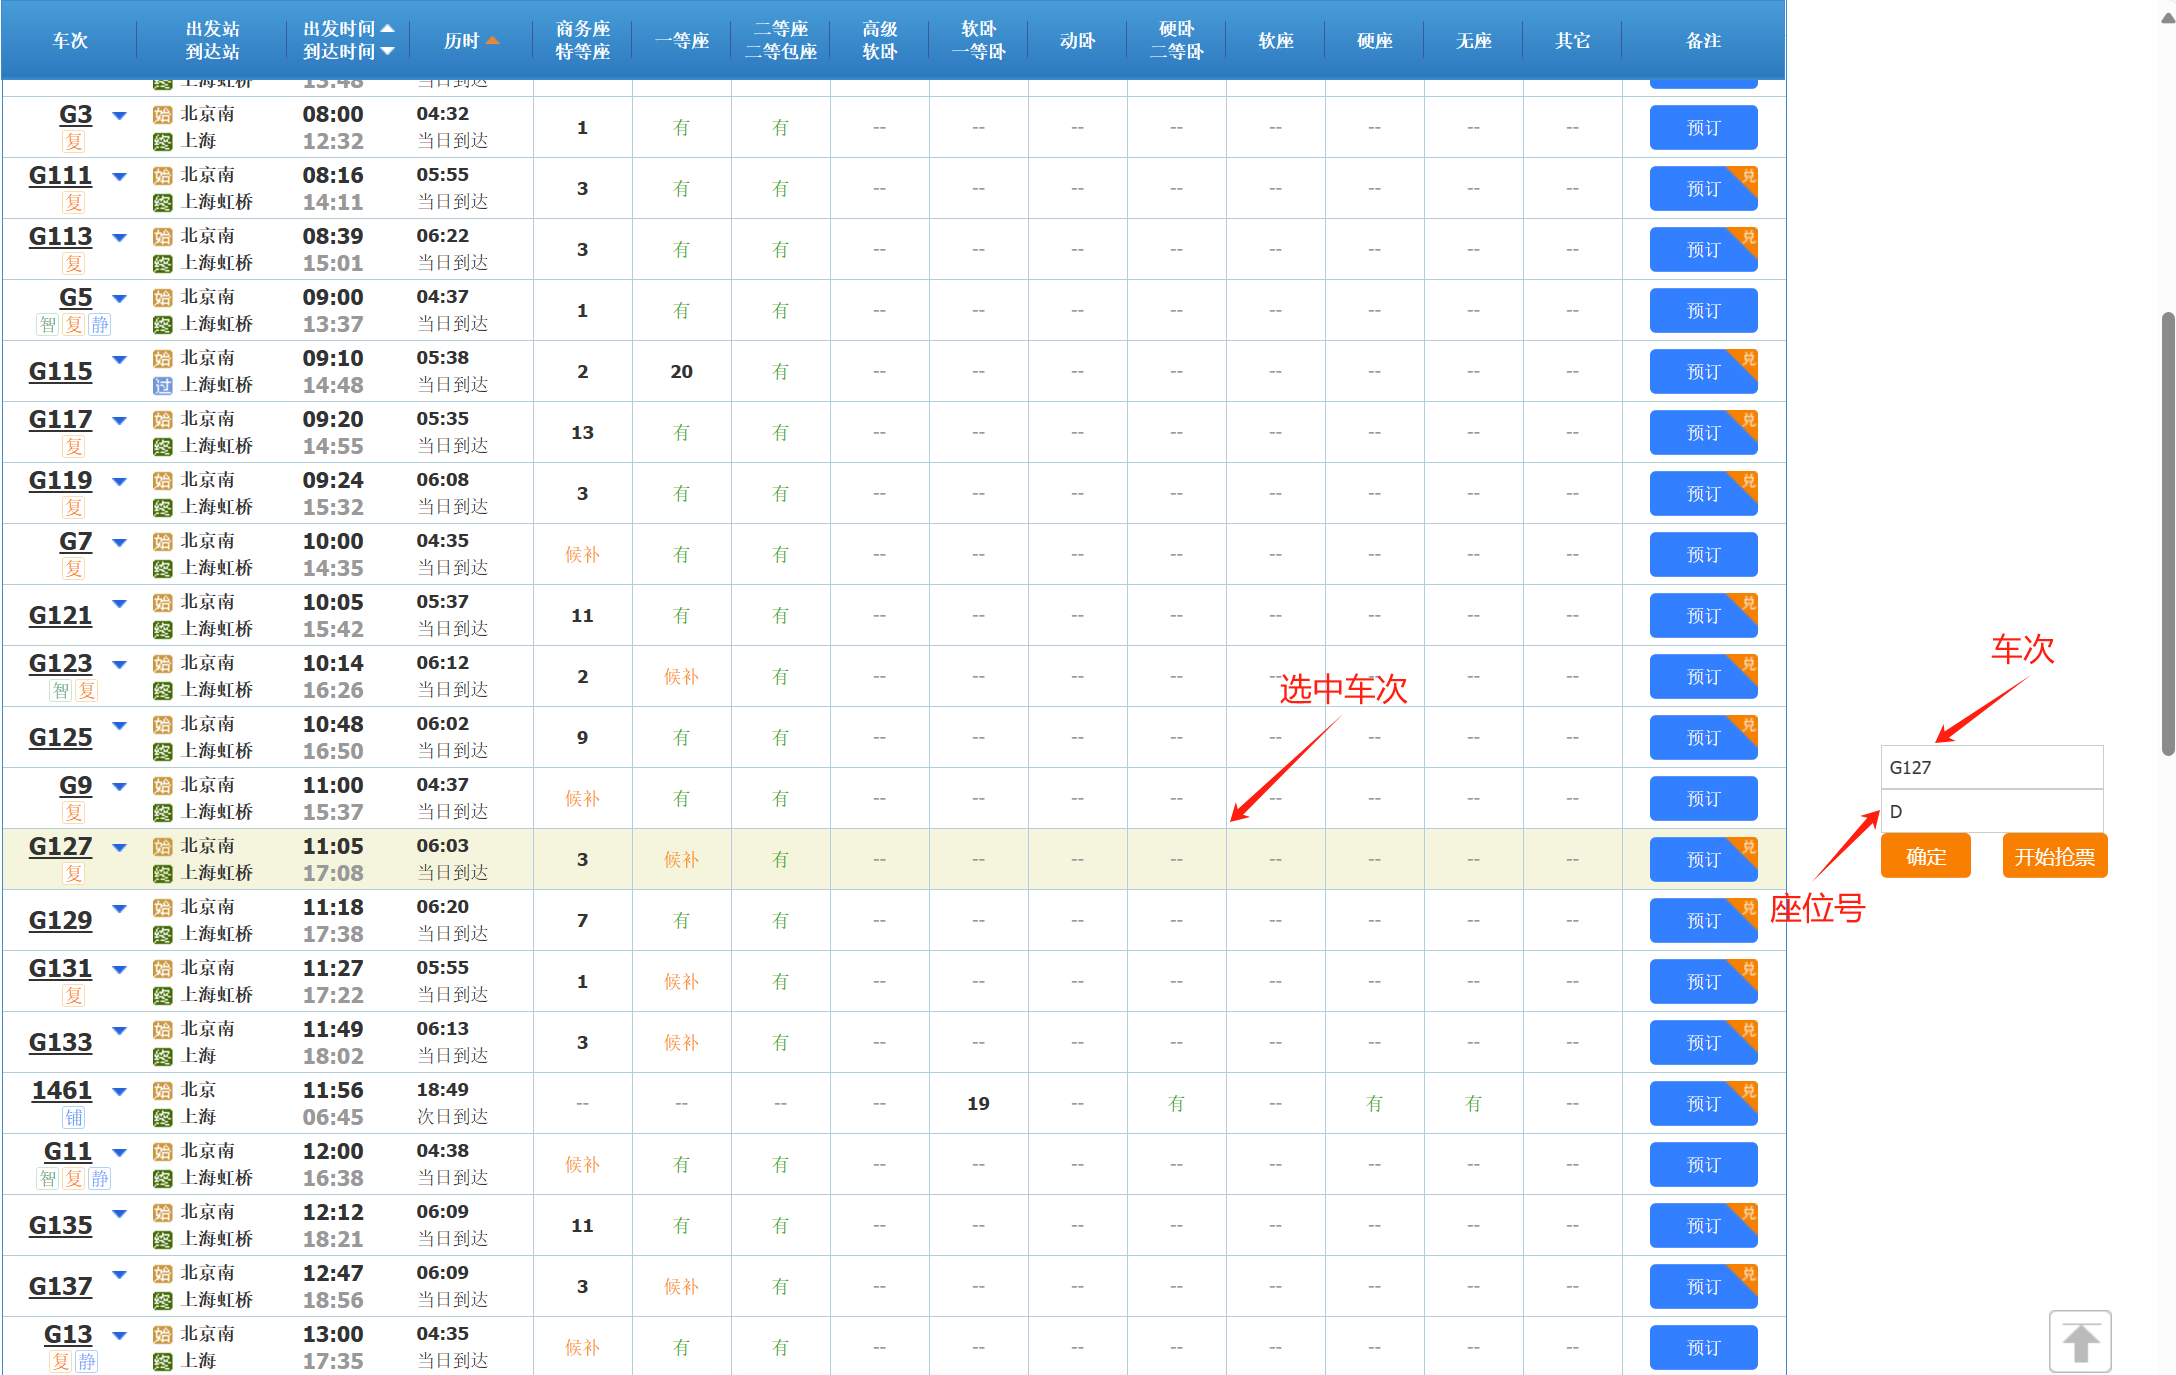 车次 出发站 到达站 出发时间 到达时间 历时 商务座 特等座 一等座 二等座 二等包座 高级 软卧 软卧 一等卧 动卧 硬卧 二等卧 软座 硬座 无座 其它 备注
终 上海虹桥 13:48 当日到达
G3 始 北京南 08:00 04:32 1 有 有 -- -- -- -- -- -- -- -- 预订
复 终 上海 12:32 当日到达
G111 始 北京南 08:16 05:55 3 有 有 -- -- -- -- -- -- -- -- 预订 兑
复 终 上海虹桥 14:11 当日到达
G113 始 北京南 08:39 06:22 3 有 有 -- -- -- -- -- -- -- -- 预订 兑
复 终 上海虹桥 15:01 当日到达
G5 始 北京南 09:00 04:37 1 有 有 -- -- -- -- -- -- -- -- 预订
智 复 静 终 上海虹桥 13:37 当日到达
G115 始 北京南 09:10 05:38 2 20 有 -- -- -- -- -- -- -- -- 预订 兑
过 上海虹桥 14:48 当日到达
G117 始 北京南 09:20 05:35 13 有 有 -- -- -- -- -- -- -- -- 预订 兑
复 终 上海虹桥 14:55 当日到达
G119 始 北京南 09:24 06:08 3 有 有 -- -- -- -- -- -- -- -- 预订 兑
复 终 上海虹桥 15:32 当日到达
G7 始 北京南 10:00 04:35 候补 有 有 -- -- -- -- -- -- -- -- 预订
复 终 上海虹桥 14:35 当日到达
G121 始 北京南 10:05 05:37 11 有 有 -- -- -- -- -- -- -- -- 预订 兑
终 上海虹桥 15:42 当日到达
G123 始 北京南 10:14 06:12 2 候补 有 -- -- -- -- -- -- -- -- 预订 兑
智 复 终 上海虹桥 16:26 当日到达
选中车次
车次
G125 始 北京南 10:48 06:02 9 有 有 -- -- -- -- -- -- -- -- 预订 兑
终 上海虹桥 16:50 当日到达
G127
G9 始 北京南 11:00 04:37 候补 有 有 -- -- -- -- -- -- -- -- 预订
复 终 上海虹桥 15:37 当日到达
D
G127 始 北京南 11:05 06:03 3 候补 有 -- -- -- -- -- -- -- -- 预订 兑
复 终 上海虹桥 17:08 当日到达
确定 开始抢票
座位号
G129 始 北京南 11:18 06:20 7 有 有 -- -- -- -- -- -- -- -- 预订 兑
终 上海虹桥 17:38 当日到达
G131 始 北京南 11:27 05:55 1 候补 有 -- -- -- -- -- -- -- -- 预订 兑
复 终 上海虹桥 17:22 当日到达
G133 始 北京南 11:49 06:13 3 候补 有 -- -- -- -- -- -- -- -- 预订 兑
终 上海 18:02 当日到达
1461 始 北京 11:56 18:49 -- -- -- -- 19 -- 有 -- 有 有 -- 预订 兑
铺 终 上海 06:45 次日到达
G11 始 北京南 12:00 04:38 候补 有 有 -- -- -- -- -- -- -- -- 预订
智 复 静 终 上海虹桥 16:38 当日到达
G135 始 北京南 12:12 06:09 11 有 有 -- -- -- -- -- -- -- -- 预订 兑
终 上海虹桥 18:21 当日到达
G137 始 北京南 12:47 06:09 3 候补 有 -- -- -- -- -- -- -- -- 预订 兑
终 上海虹桥 18:56 当日到达
G13 始 北京南 13:00 04:35 候补 有 有 -- -- -- -- -- -- -- -- 预订
复 静 终 上海 17:35 当日到达